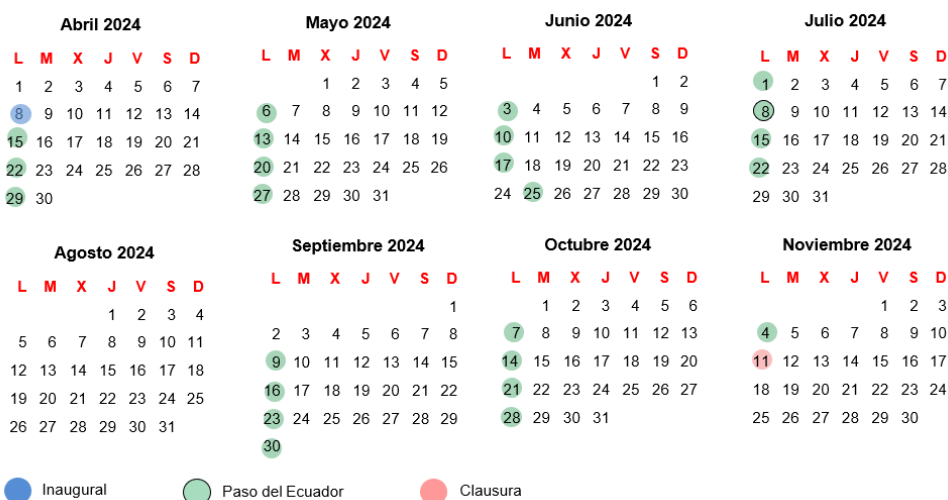 Abril 2024
L M X J V S D
1 2 3 4 5 6 7
8 9 10 11 12 13 14
15 16 17 18 19 20 21
22 23 24 25 26 27 28
29 30
Mayo 2024
L M X J V S D
1 2 3 4 5
6 7 8 9 10 11 12
13 14 15 16 17 18 19
20 21 22 23 24 25 26
27 28 29 30 31
Junio 2024
L M X J V S D
1 2
3 4 5 6 7 8 9
10 11 12 13 14 15 16
17 18 19 20 21 22 23
24 25 26 27 28 29 30
Julio 2024
L M X J V S D
1 2 3 4 5 6 7
8 9 10 11 12 13 14
15 16 17 18 19 20 21
22 23 24 25 26 27 28
29 30 31
Agosto 2024
L M X J V S D
1 2 3 4
5 6 7 8 9 10 11
12 13 14 15 16 17 18
19 20 21 22 23 24 25
26 27 28 29 30 31
Septiembre 2024
L M X J V S D
1
2 3 4 5 6 7 8
9 10 11 12 13 14 15
16 17 18 19 20 21 22
23 24 25 26 27 28 29
30
Octubre 2024
L M X J V S D
1 2 3 4 5 6
7 8 9 10 11 12 13
14 15 16 17 18 19 20
21 22 23 24 25 26 27
28 29 30 31
Noviembre 2024
L M X J V S D
1 2 3
4 5 6 7 8 9 10
11 12 13 14 15 16 17
18 19 20 21 22 23 24
25 26 27 28 29 30
Inaugural
Paso del Ecuador
Clausura